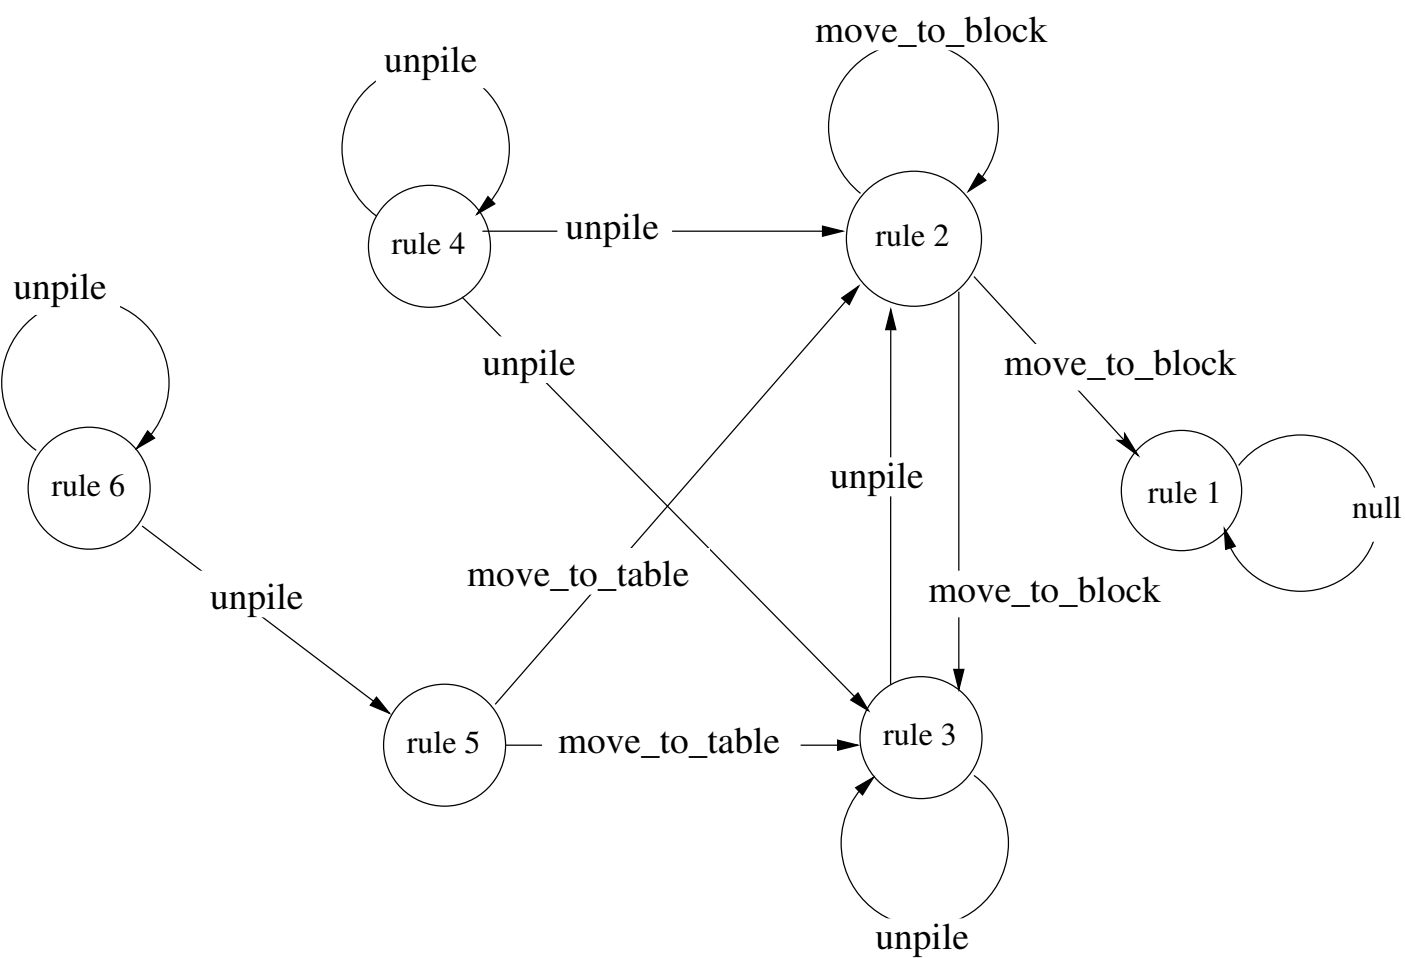 move_to_block
unpile
rule 4
unpile
rule 2
unpile
unpile
move_to_block
rule 6
unpile
rule 1
null
unpile
move_to_table
move_to_block
rule 5
move_to_table
rule 3
unpile